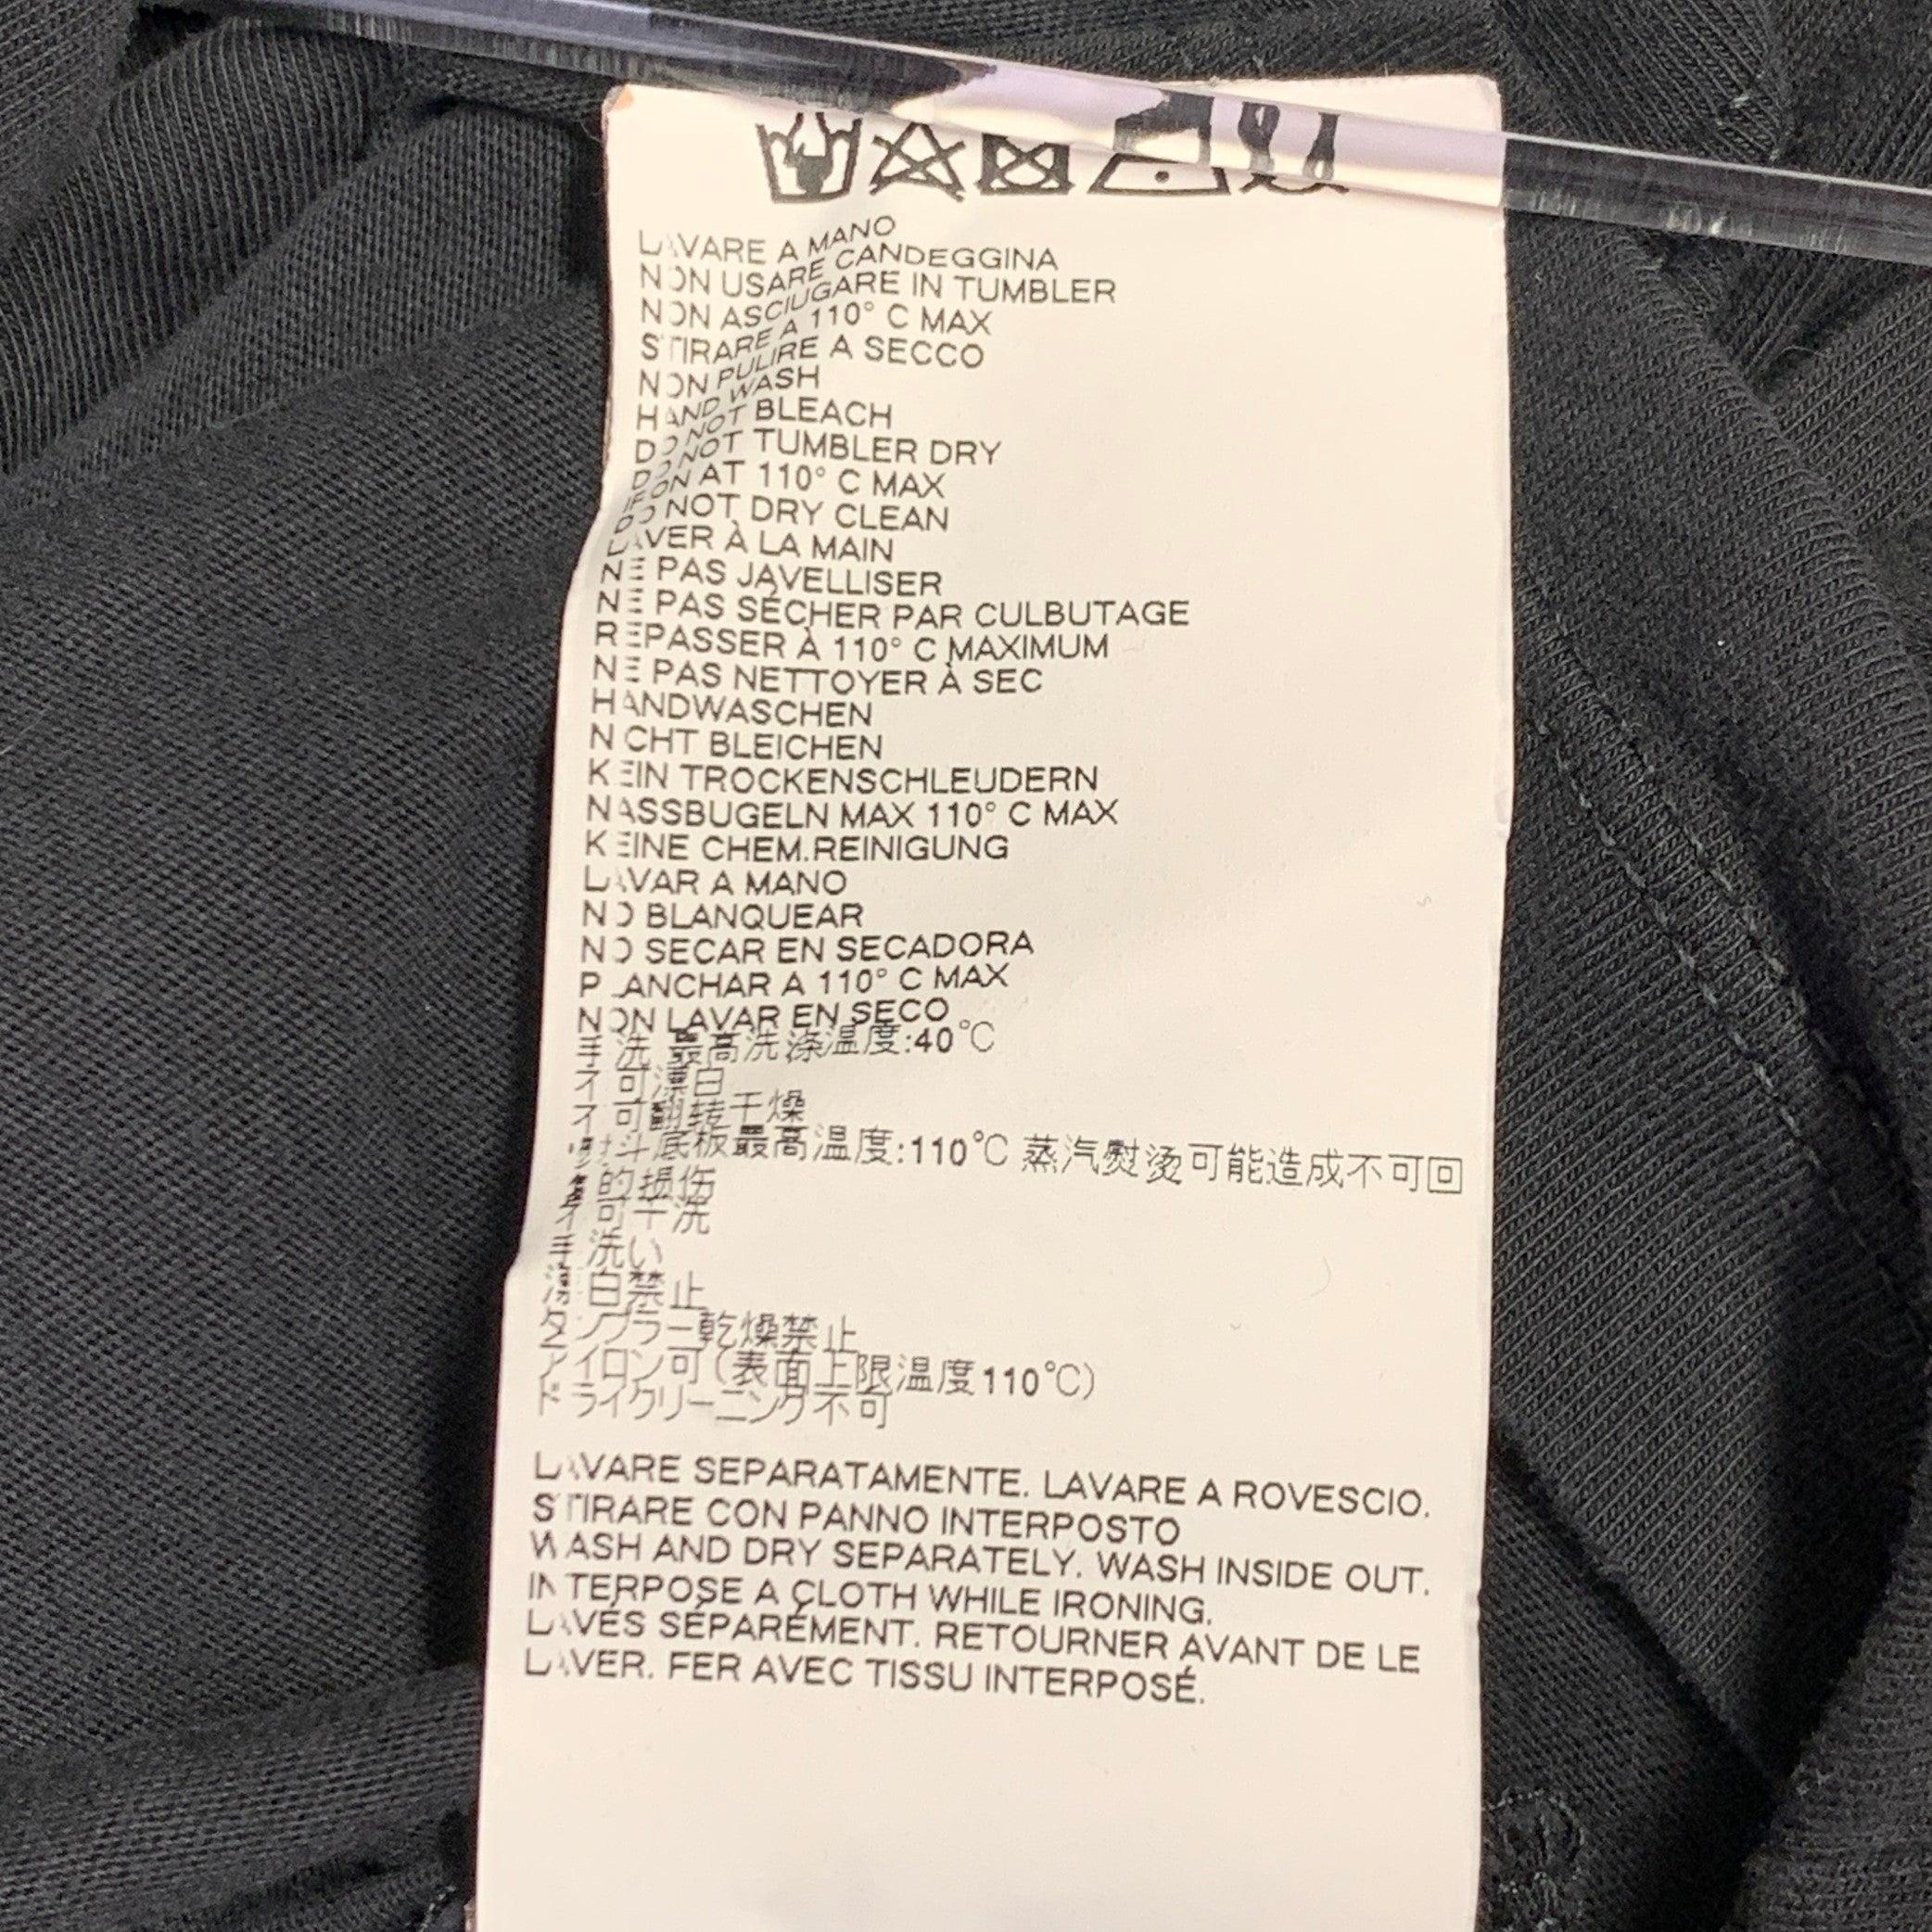 LAVARE A MANO
NON USARE CANDEGGINA
NON ASCIUGARE IN TUMBLER
STIRARE A 110° C MAX
NON PULIRE A SECCO
HAND WASH
DO NOT BLEACH
DO NOT TUMBLER DRY
IRON AT 110° C MAX
DO NOT DRY CLEAN
LAVER À LA MAIN
NE PAS JAVELLISER
NE PAS SÉCHER PAR CULBUTAGE
REPASSER À 110° C MAXIMUM
NE PAS NETTOYER À SEC
HANDWASCHEN
NICHT BLEICHEN
KEIN TROCKENSCHLEUDERN
NASSBUGELN MAX 110° C MAX
KEINE CHEM.REINIGUNG
LAVAR A MANO
NO BLANQUEAR
NO SECAR EN SECADORA
PLANCHAR A 110° C MAX
NON LAVAR EN SECO
手洗 最高洗涤温度:40℃
不可漂白
不可翻转干燥
熨斗底板最高温度:110℃ 蒸汽熨烫可能造成不可回
的损伤
不可干洗
手洗い
漂白禁止
タンブラー乾燥禁止
アイロン可(表面上限温度110℃)
ドライクリーニング不可
LAVARE SEPARATAMENTE. LAVARE A ROVESCIO.
STIRARE CON PANNO INTERPOSTO
WASH AND DRY SEPARATELY. WASH INSIDE OUT.
INTERPOSE A CLOTH WHILE IRONING.
LAVÉS SÉPARÉMENT. RETOURNER AVANT DE LE
LAVER. FER AVEC TISSU INTERPOSÉ.